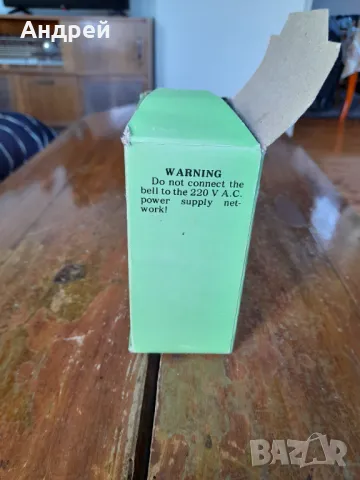 Андрей
WARNING
Do not connect the
bell to the 220 V A.C.
power supply net-
work!
BAZAR